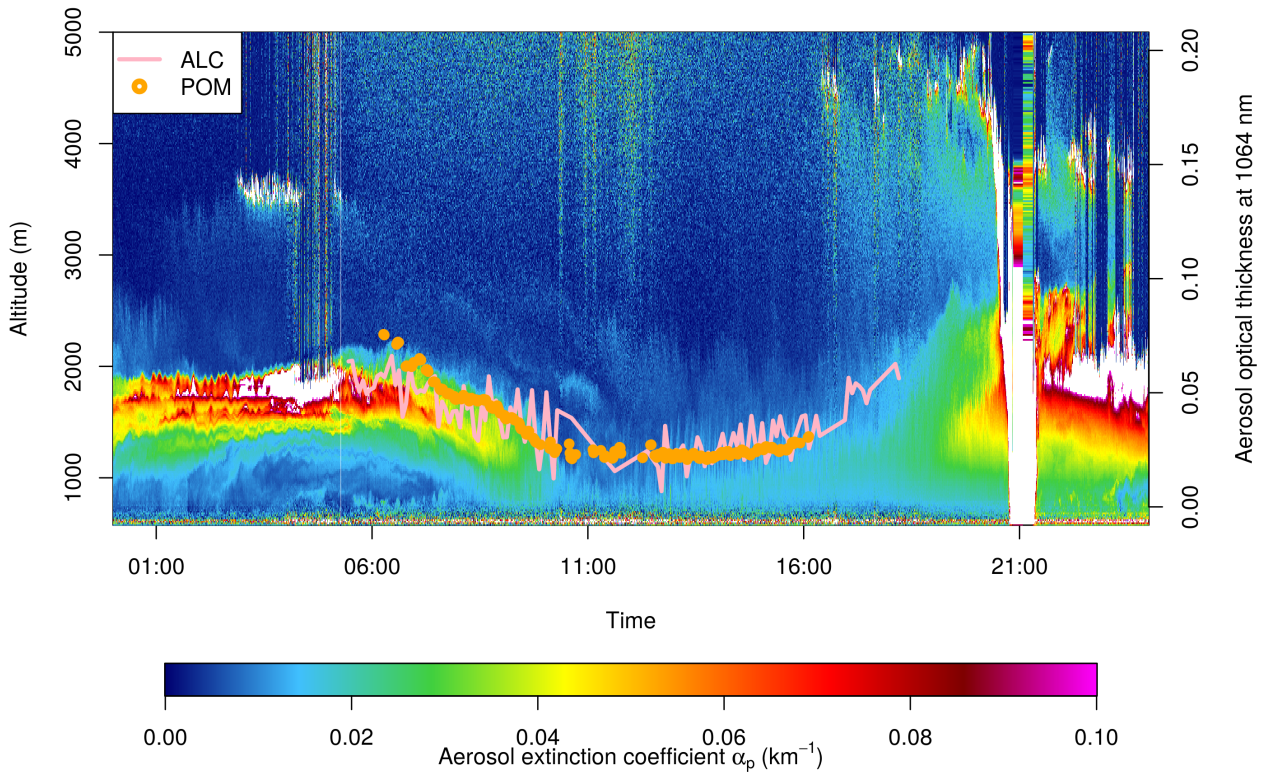 ALC
POM
5000
4000
3000
2000
1000
Altitude (m)
0.20
0.15
0.10
0.05
0.00
Aerosol optical thickness at 1064 nm
01:00 06:00 11:00 16:00 21:00
Time
0.00 0.02 0.04 0.06 0.08 0.10
Aerosol extinction coefficient αₚ (km⁻¹)